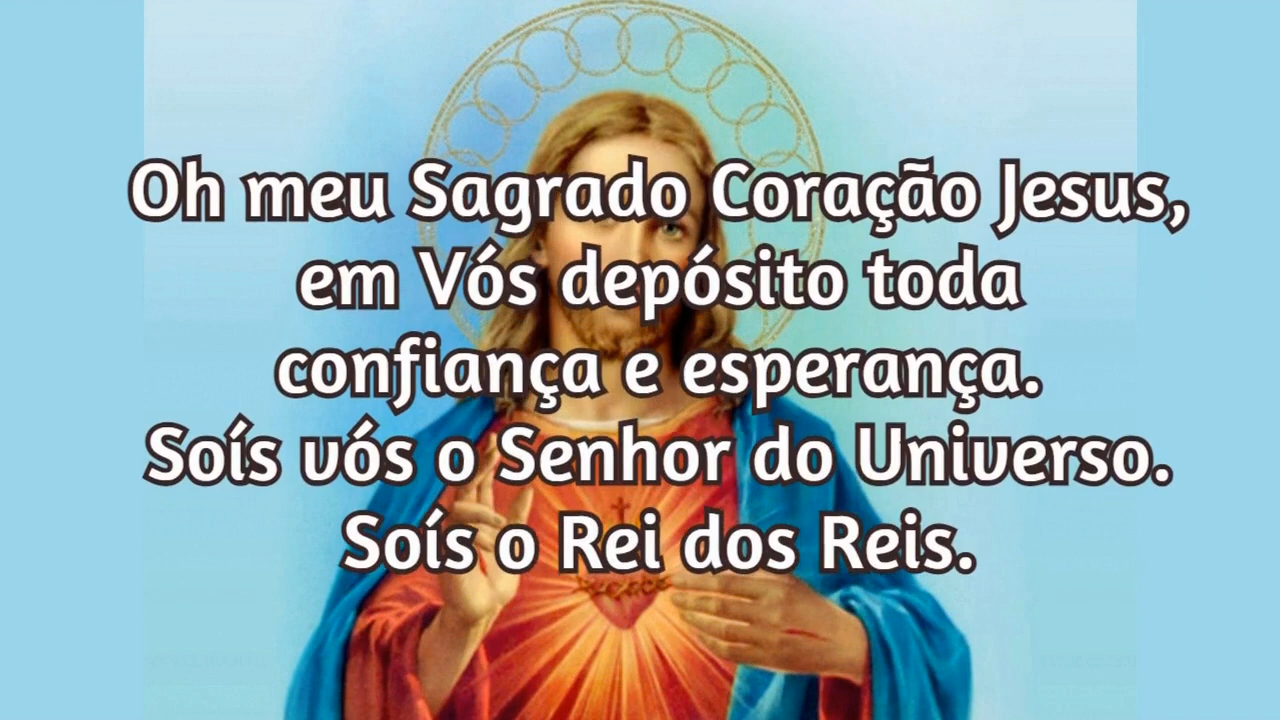 Oh meu Sagrado Coração Jesus,
em Vós depósito toda
confiança e esperança.
Soís vós o Senhor do Universo.
Soís o Rei dos Reis.